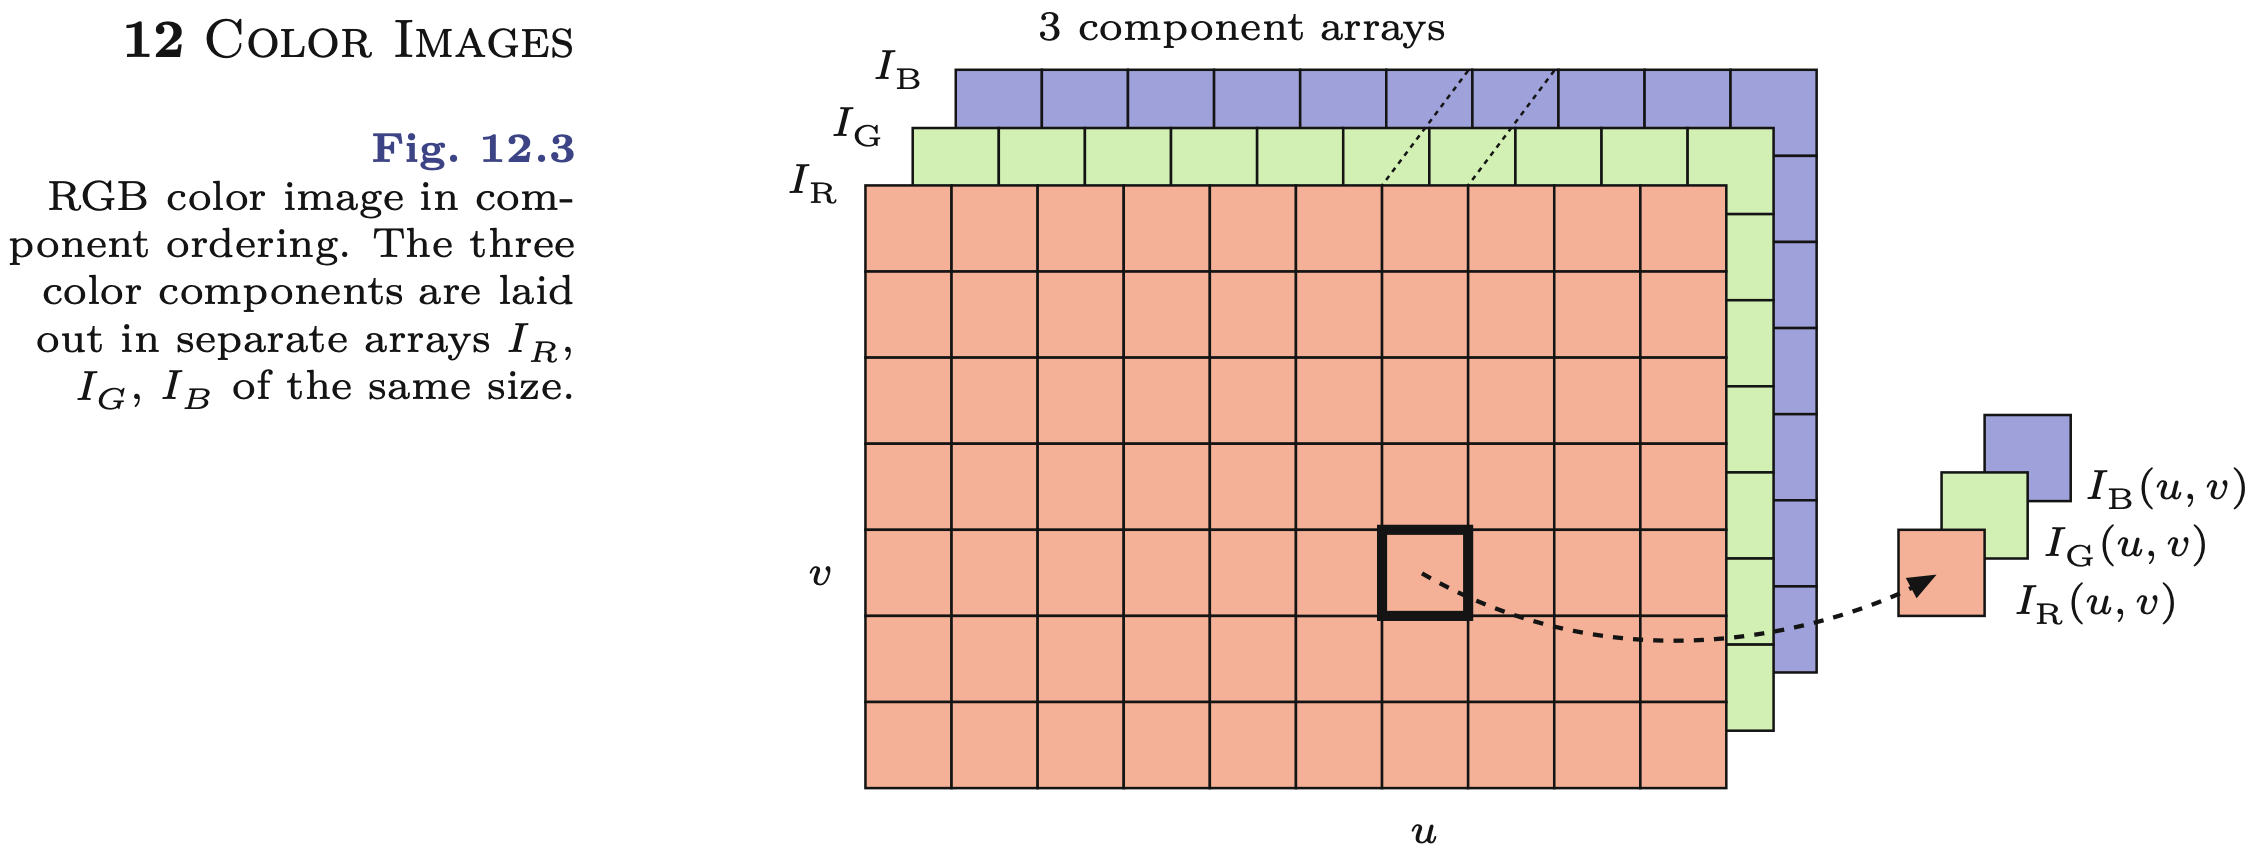 12 COLOR IMAGES
Fig. 12.3
RGB color image in com-
ponent ordering. The three
color components are laid
out in separate arrays I_R,
I_G, I_B of the same size.
3 component arrays
I_B
I_G
I_R
v
u
I_B(u, v)
I_G(u, v)
I_R(u, v)